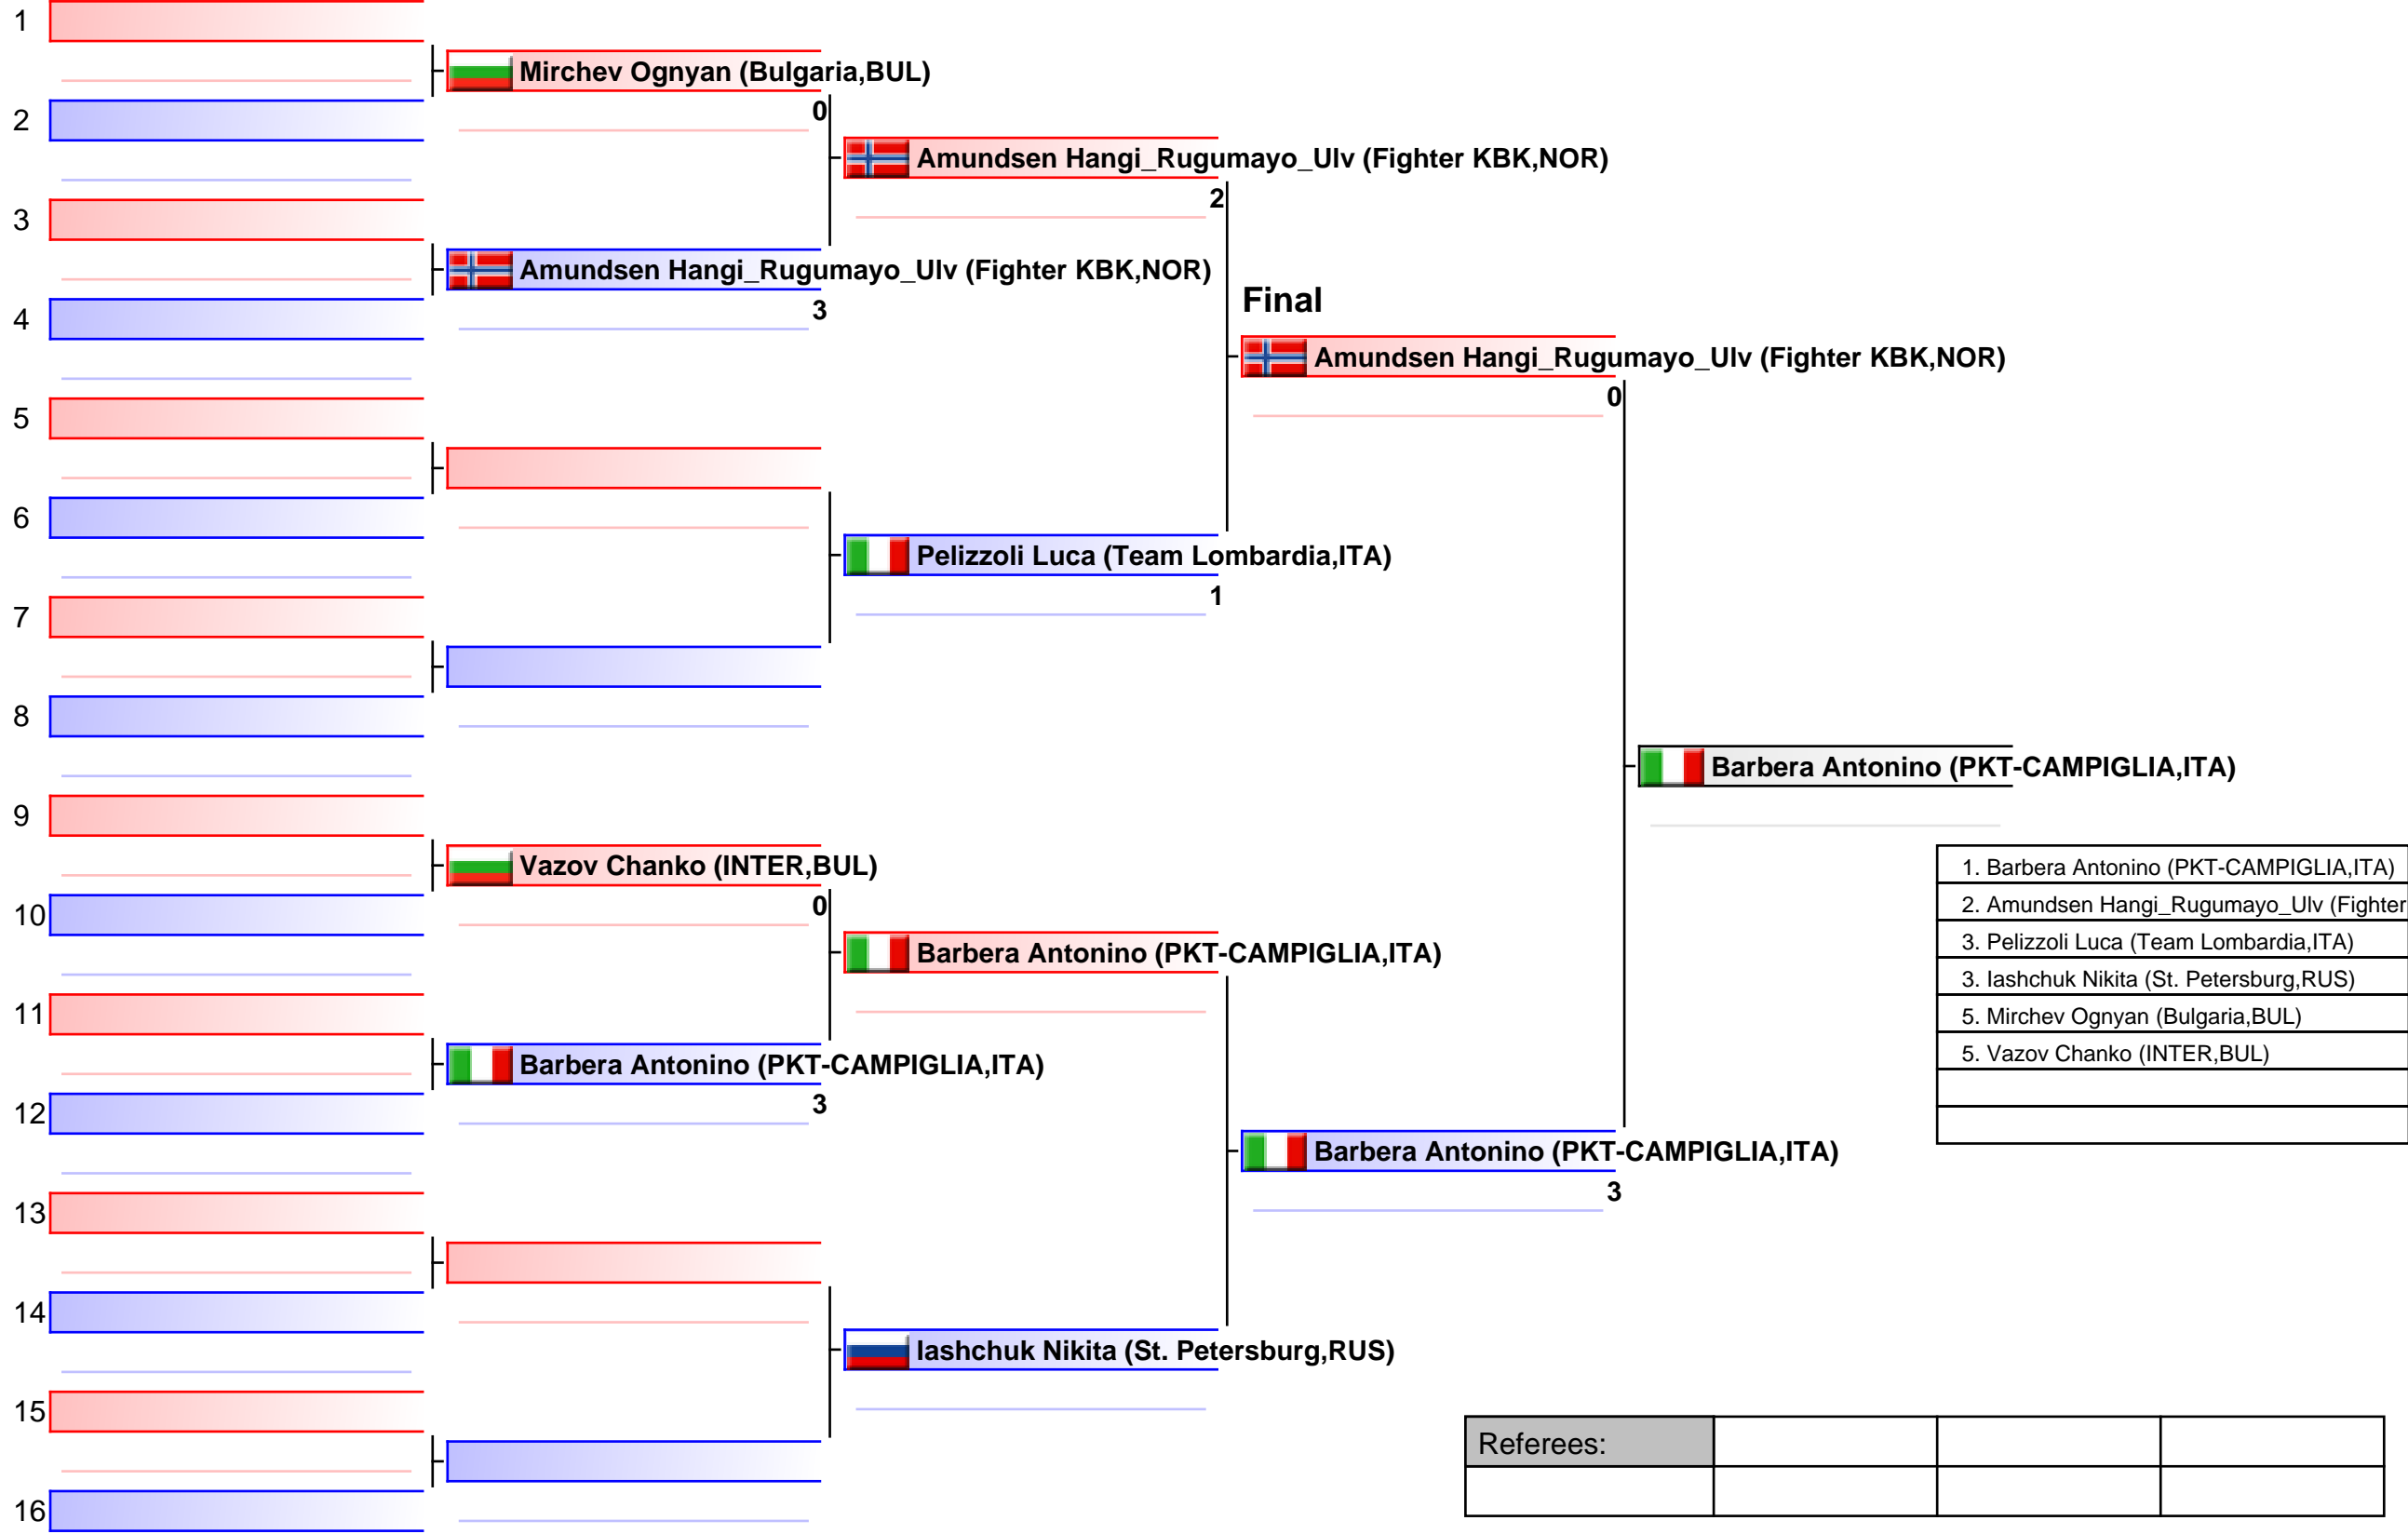 1
Mirchev Ognyan (Bulgaria,BUL)
0
2
Amundsen Hangi_Rugumayo_Ulv (Fighter KBK,NOR)
2
3
Amundsen Hangi_Rugumayo_Ulv (Fighter KBK,NOR)
3
4
Final
Amundsen Hangi_Rugumayo_Ulv (Fighter KBK,NOR)
0
5
6
Pelizzoli Luca (Team Lombardia,ITA)
1
7
8
Barbera Antonino (PKT-CAMPIGLIA,ITA)
9
Vazov Chanko (INTER,BUL)
0
10
Barbera Antonino (PKT-CAMPIGLIA,ITA)
11
Barbera Antonino (PKT-CAMPIGLIA,ITA)
3
12
Barbera Antonino (PKT-CAMPIGLIA,ITA)
3
13
14
Iashchuk Nikita (St. Petersburg,RUS)
15
16
1. Barbera Antonino (PKT-CAMPIGLIA,ITA)
2. Amundsen Hangi_Rugumayo_Ulv (Fighter
3. Pelizzoli Luca (Team Lombardia,ITA)
3. Iashchuk Nikita (St. Petersburg,RUS)
5. Mirchev Ognyan (Bulgaria,BUL)
5. Vazov Chanko (INTER,BUL)
Referees: